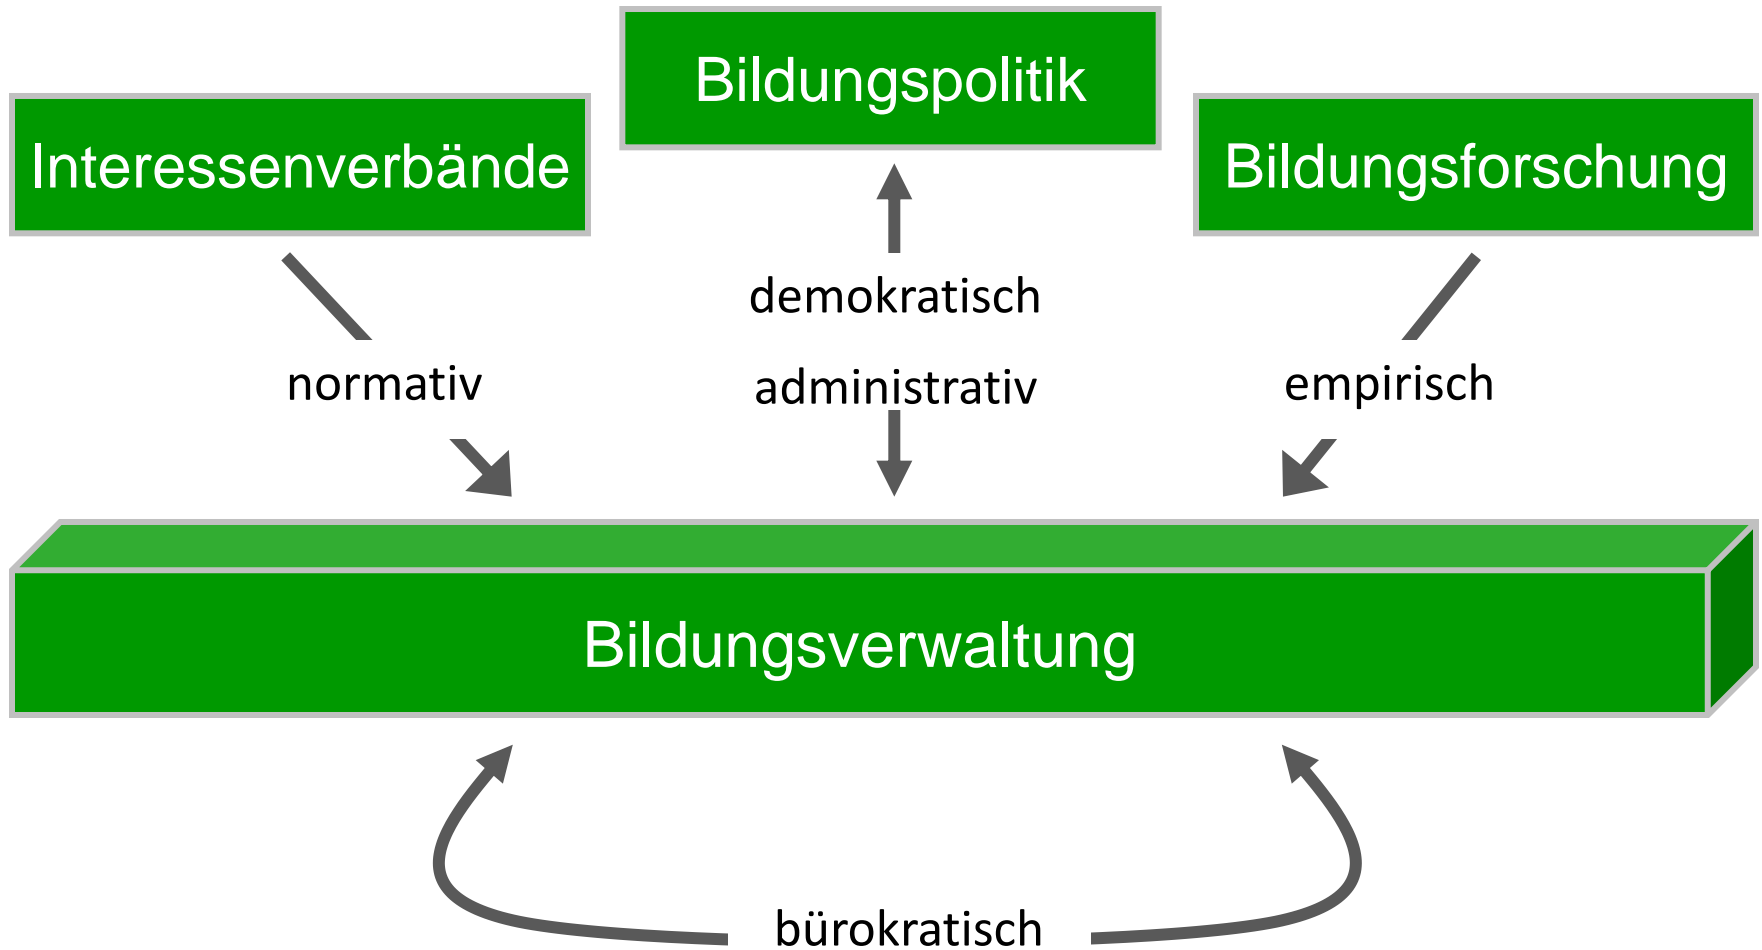 Bildungspolitik
Interessenverbände
Bildungsforschung
demokratisch
normativ
administrativ
empirisch
Bildungsverwaltung
bürokratisch